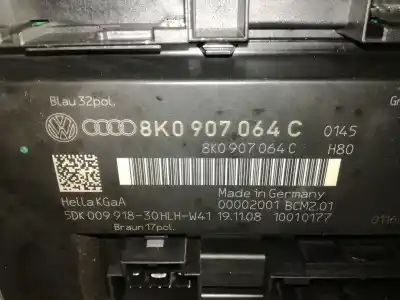 Blau 32pol.
8K0 907 064 C 0145
8K0 907 064 C H80
Made in Germany
Hella KGaA 00002001 BCM2.01
5DK 009 918-30 HLH-W41 19.11.08 10010177
Braun 17pol.